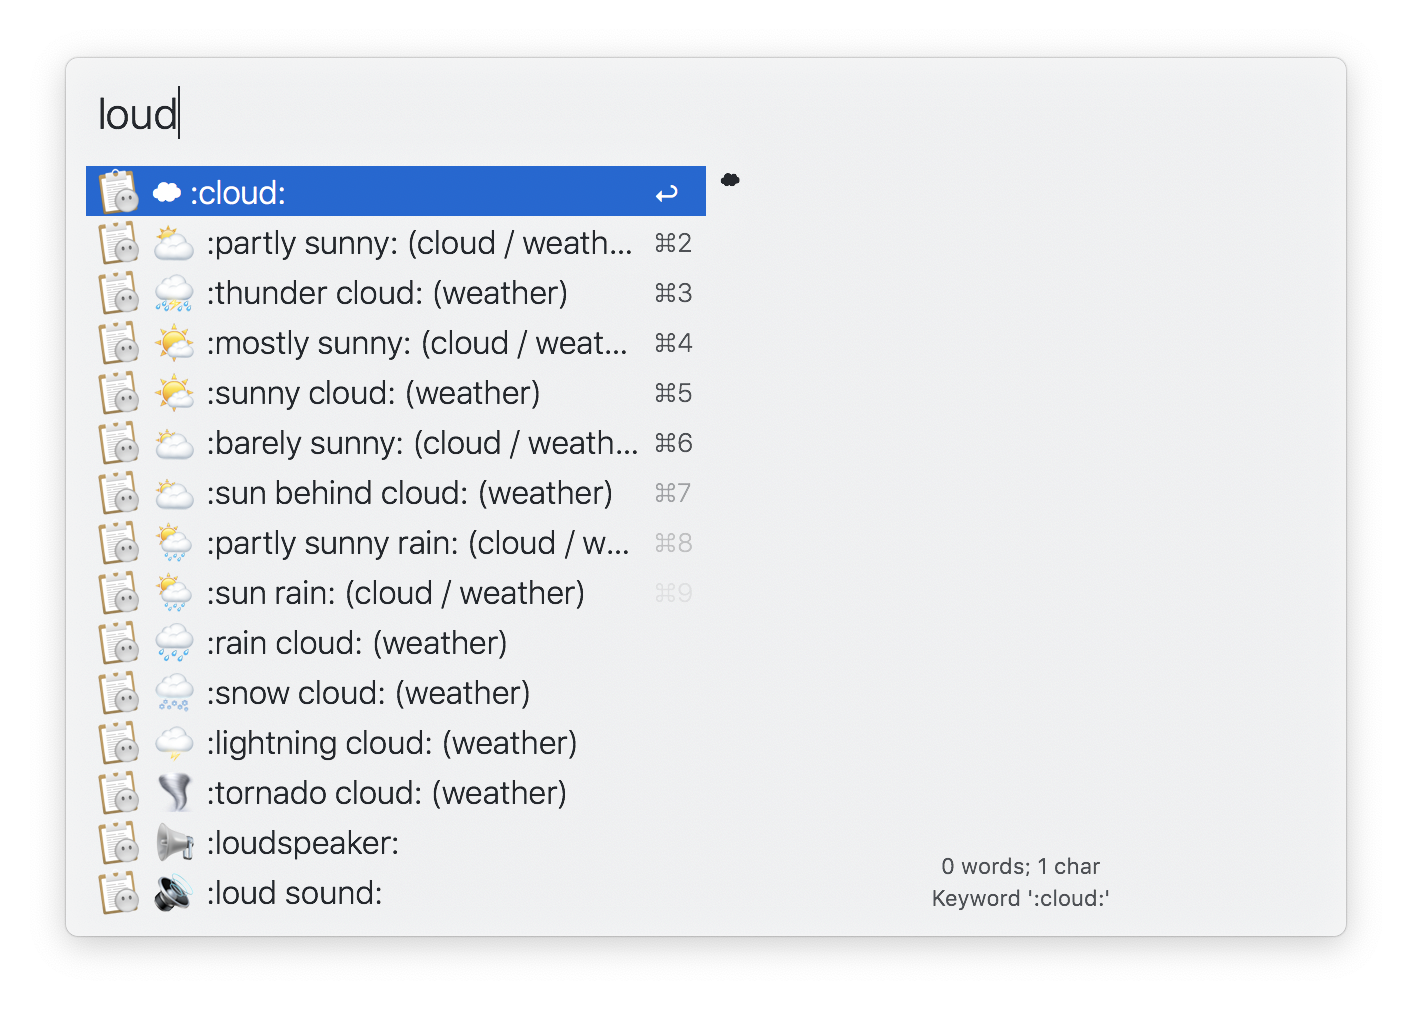 loud
☁ :cloud: ↩
:partly sunny: (cloud / weath... ⌘2
:thunder cloud: (weather) ⌘3
:mostly sunny: (cloud / weat... ⌘4
:sunny cloud: (weather) ⌘5
:barely sunny: (cloud / weath... ⌘6
:sun behind cloud: (weather) ⌘7
:partly sunny rain: (cloud / w... ⌘8
:sun rain: (cloud / weather) ⌘9
:rain cloud: (weather)
:snow cloud: (weather)
:lightning cloud: (weather)
:tornado cloud: (weather)
:loudspeaker:
:loud sound:
0 words; 1 char
Keyword ':cloud:'